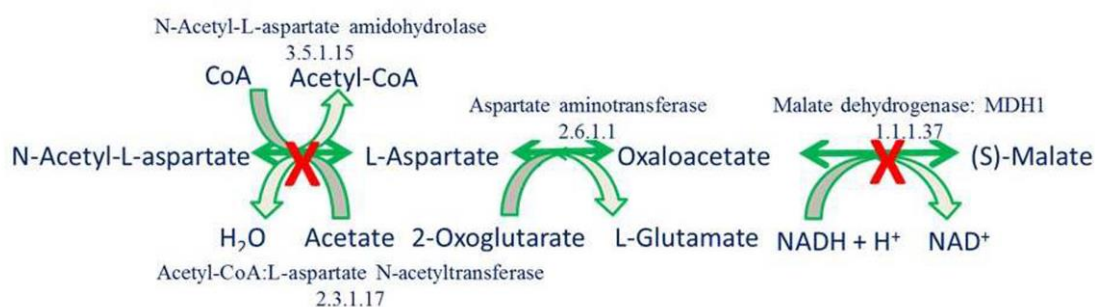 N-Acetyl-L-aspartate amidohydrolase
3.5.1.15
CoA Acetyl-CoA
Aspartate aminotransferase
2.6.1.1
Malate dehydrogenase: MDH1
1.1.1.37
N-Acetyl-L-aspartate L-Aspartate Oxaloacetate (S)-Malate
H₂O Acetate 2-Oxoglutarate L-Glutamate NADH + H⁺ NAD⁺
Acetyl-CoA:L-aspartate N-acetyltransferase
2.3.1.17